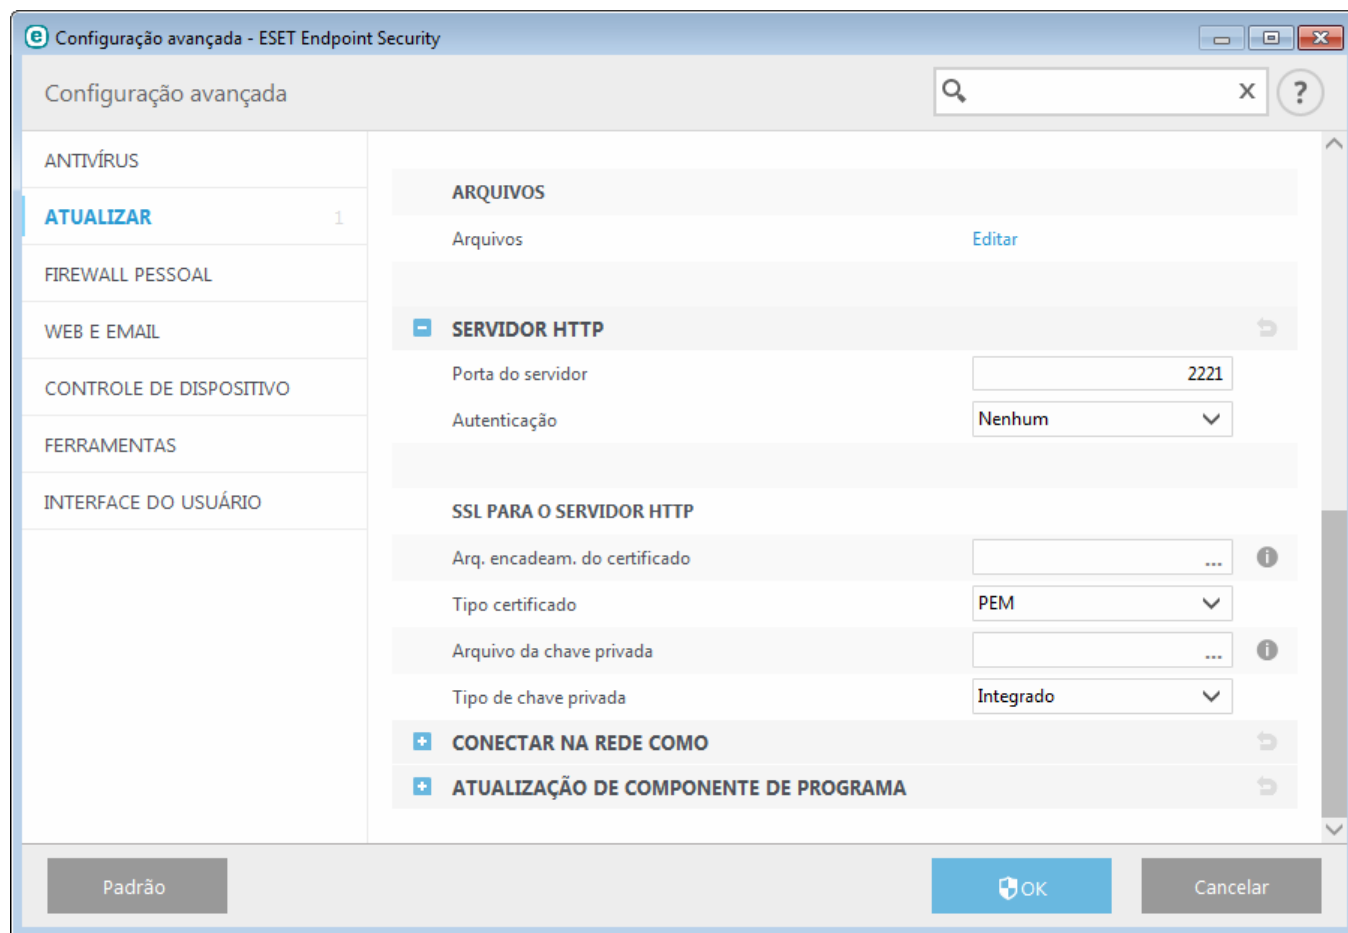 Configuração avançada - ESET Endpoint Security
Configuração avançada
X
?
ANTIVÍRUS
ATUALIZAR 1
FIREWALL PESSOAL
WEB E EMAIL
CONTROLE DE DISPOSITIVO
FERRAMENTAS
INTERFACE DO USUÁRIO
ARQUIVOS
Arquivos Editar
SERVIDOR HTTP
Porta do servidor 2221
Autenticação Nenhum
SSL PARA O SERVIDOR HTTP
Arq. encadeam. do certificado ...
Tipo certificado PEM
Arquivo da chave privada ...
Tipo de chave privada Integrado
CONECTAR NA REDE COMO
ATUALIZAÇÃO DE COMPONENTE DE PROGRAMA
Padrão OK Cancelar